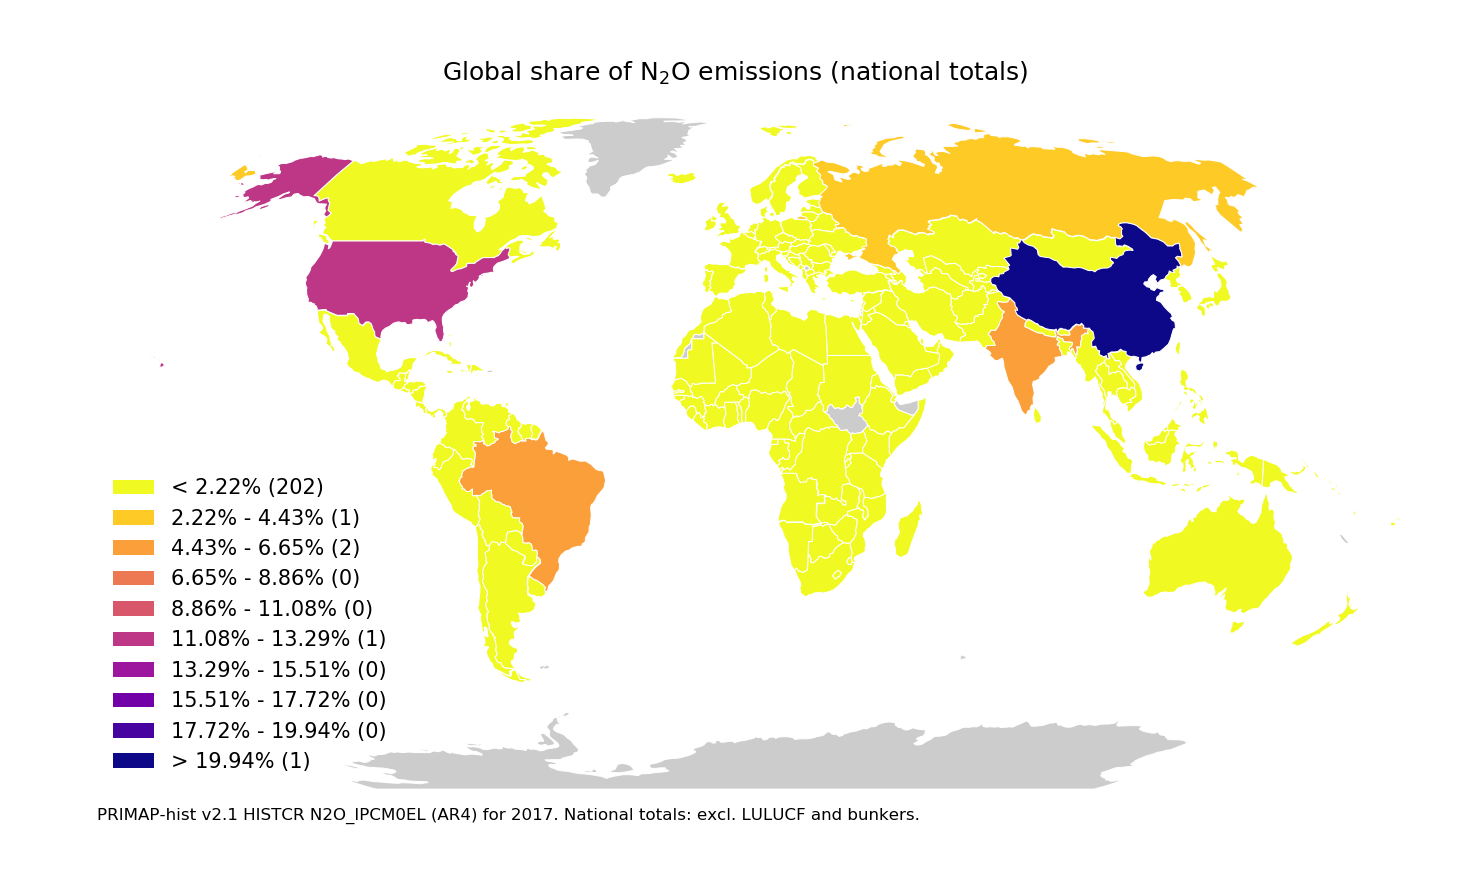 Global share of N₂O emissions (national totals)
< 2.22% (202)
2.22% - 4.43% (1)
4.43% - 6.65% (2)
6.65% - 8.86% (0)
8.86% - 11.08% (0)
11.08% - 13.29% (1)
13.29% - 15.51% (0)
15.51% - 17.72% (0)
17.72% - 19.94% (0)
> 19.94% (1)
PRIMAP-hist v2.1 HISTCR N2O_IPCM0EL (AR4) for 2017. National totals: excl. LULUCF and bunkers.